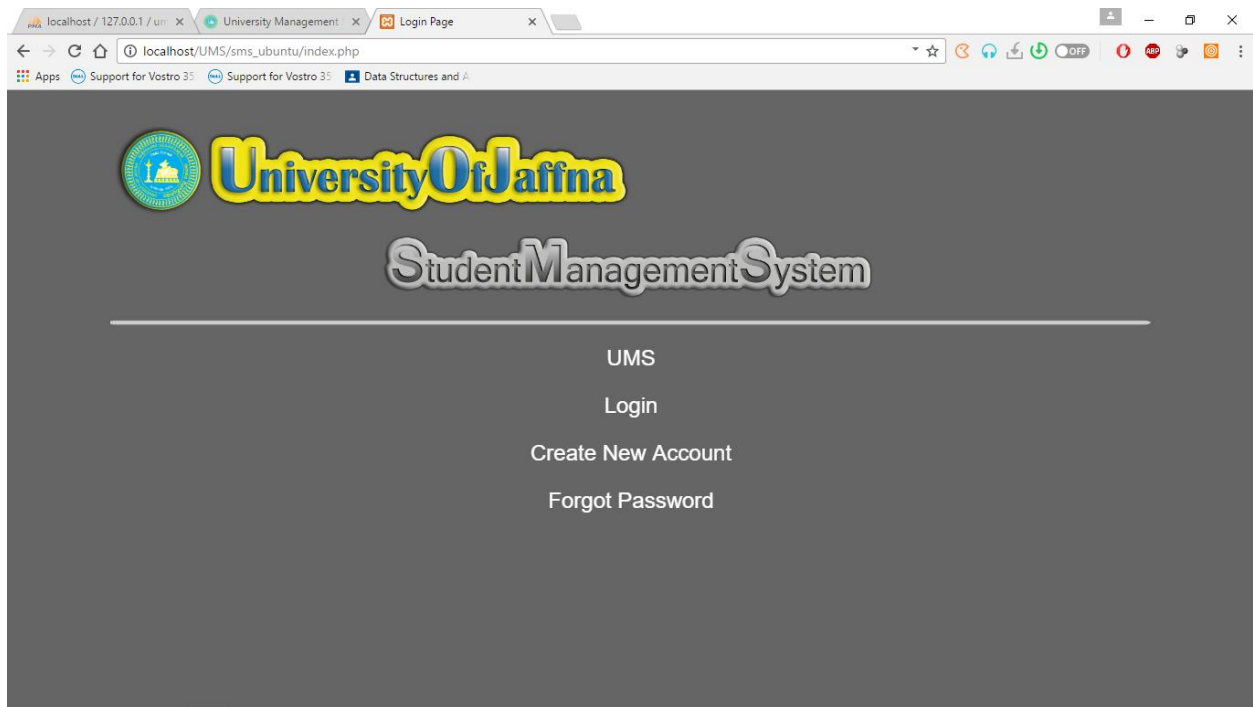 localhost / 127.0.0.1 / um
University Management
Login Page
localhost/UMS/sms_ubuntu/index.php
OFF
ABP
Apps
Support for Vostro 35
Support for Vostro 35
Data Structures and A
UniversityOfJaffna
StudentManagementSystem
UMS
Login
Create New Account
Forgot Password